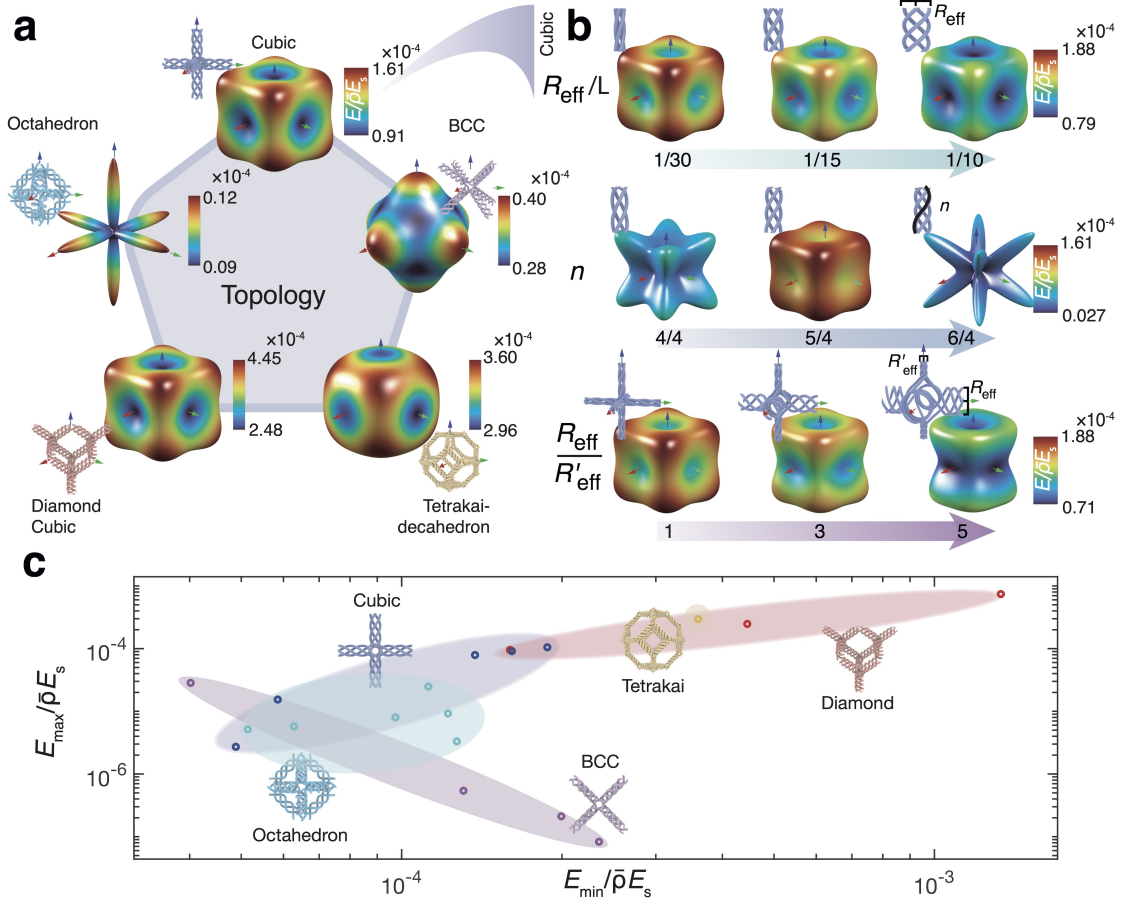 a
Cubic
×10⁻⁴
1.61
E/ρ̄Eₛ
0.91
Octahedron
×10⁻⁴
0.12
0.09
BCC
×10⁻⁴
0.40
0.28
Topology
×10⁻⁴
4.45
2.48
×10⁻⁴
3.60
2.96
Diamond
Cubic
Tetrakai-
decahedron
Cubic
b
R_eff
R_eff/L
×10⁻⁴
1.88
E/ρ̄Eₛ
0.79
1/30
1/15
1/10
n
n
×10⁻⁴
1.61
E/ρ̄Eₛ
0.027
4/4
5/4
6/4
R'_eff
R_eff
R_eff
R'_eff
×10⁻⁴
1.88
E/ρ̄Eₛ
0.71
1
3
5
c
E_max/ρ̄Eₛ
10⁻⁴
10⁻⁶
Cubic
Tetrakai
Diamond
BCC
Octahedron
10⁻⁴
E_min/ρ̄Eₛ
10⁻³